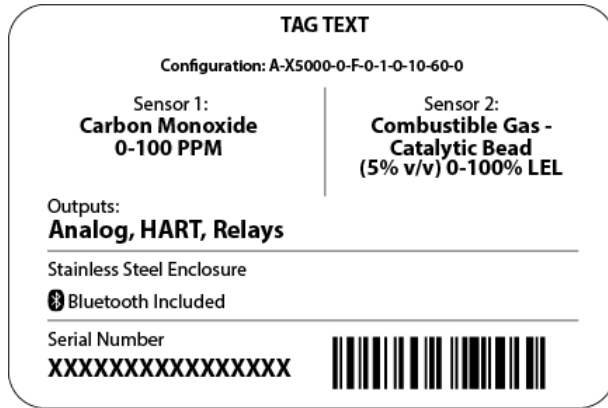 TAG TEXT
Configuration: A-X5000-0-F-0-1-0-10-60-0
Sensor 1:
Carbon Monoxide
0-100 PPM
Sensor 2:
Combustible Gas -
Catalytic Bead
(5% v/v) 0-100% LEL
Outputs:
Analog, HART, Relays
Stainless Steel Enclosure
Bluetooth Included
Serial Number
XXXXXXXXXXXXXXXX